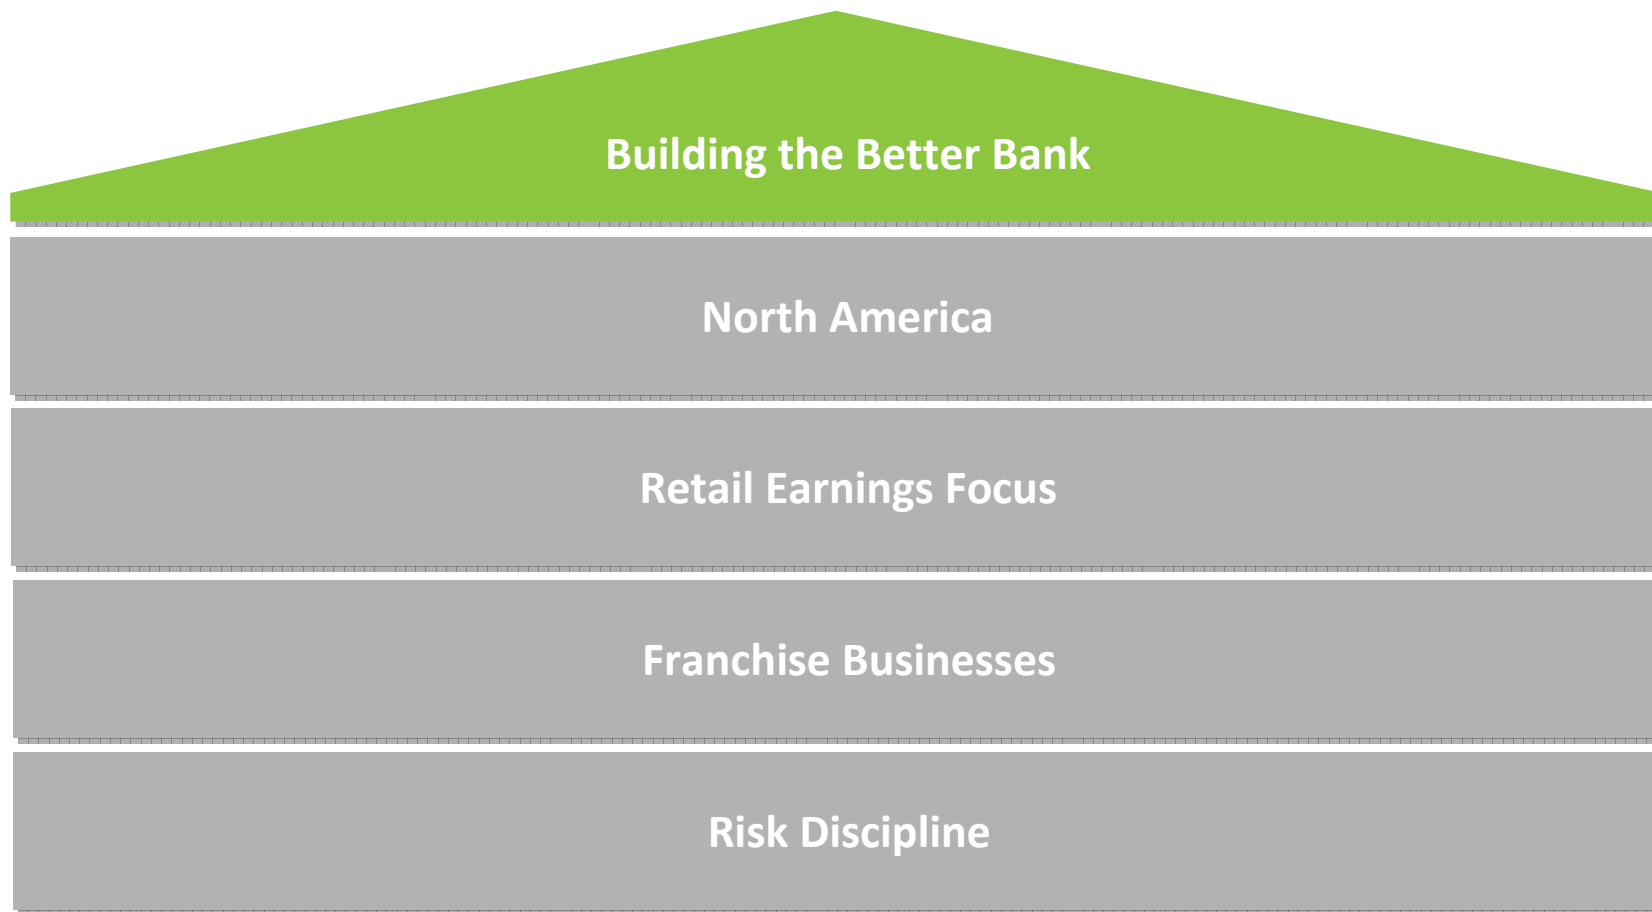 Building the Better Bank
North America
Retail Earnings Focus
Franchise Businesses
Risk Discipline